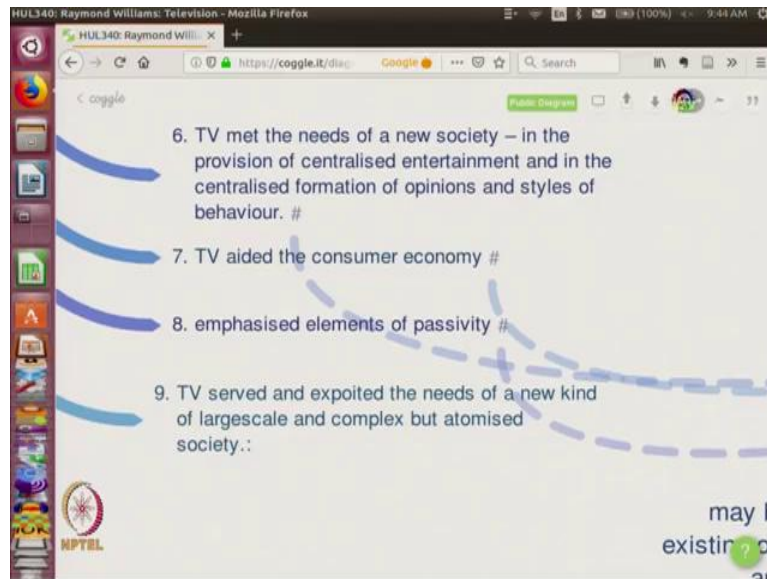 HUL340: Raymond Williams: Television - Mozilla Firefox
En
(100%)
9:44 AM
HUL340: Raymond Willi
https://coggle.it/diag
Google
Search
coggle
Public Diagram
6. TV met the needs of a new society – in the
provision of centralised entertainment and in the
centralised formation of opinions and styles of
behaviour. #
7. TV aided the consumer economy #
8. emphasised elements of passivity #
9. TV served and expoited the needs of a new kind
of largescale and complex but atomised
society.:
may
existin
?
NPTEL